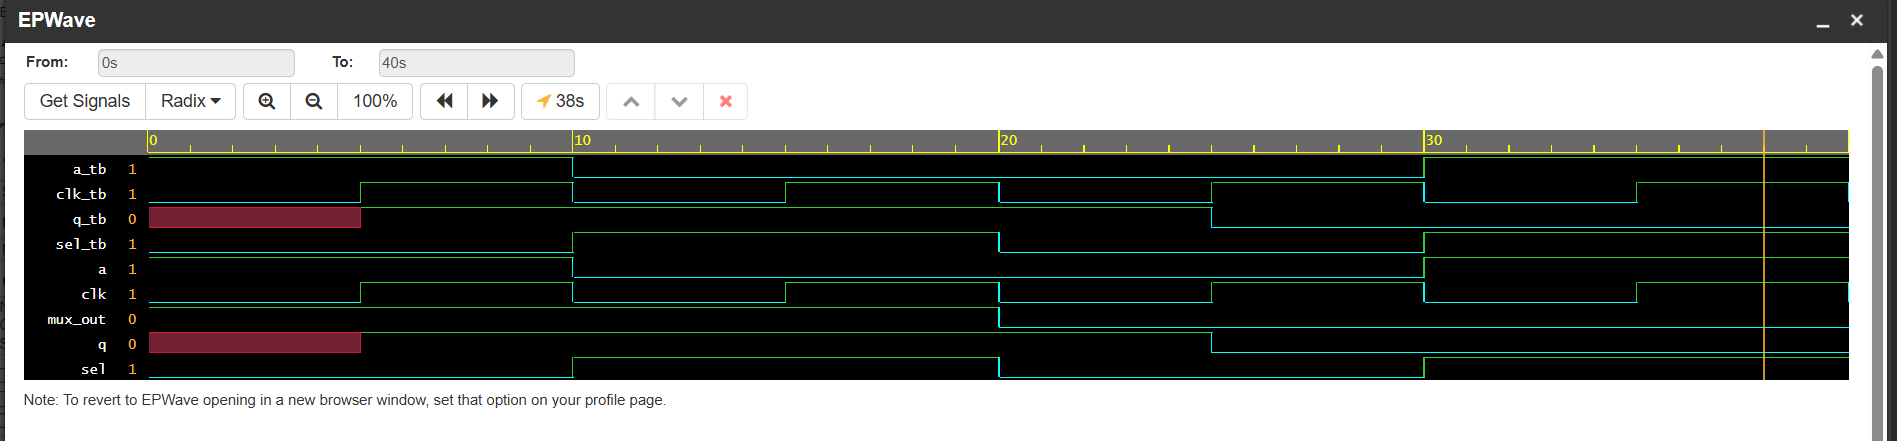 EPWave
From: 0s To: 40s
Get Signals Radix 100% 38s
0 10 20 30
a_tb 1
clk_tb 1
q_tb 0
sel_tb 1
a 1
clk 1
mux_out 0
q 0
sel 1
Note: To revert to EPWave opening in a new browser window, set that option on your profile page.